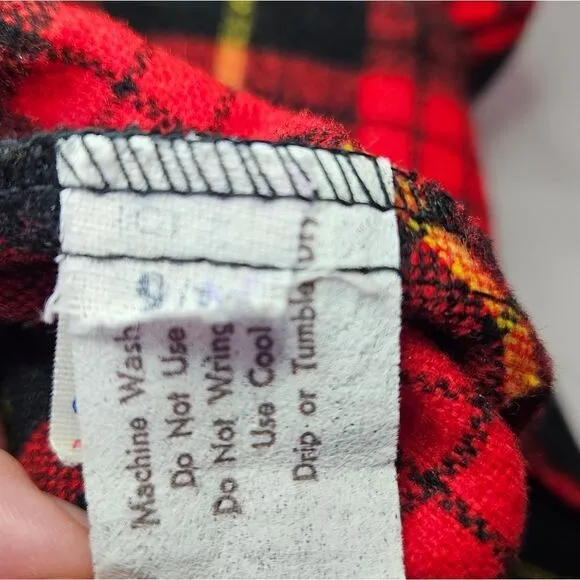 Machine Wash
Do Not Use
Do Not Wring
Use Cool
Drip or Tumble Dry